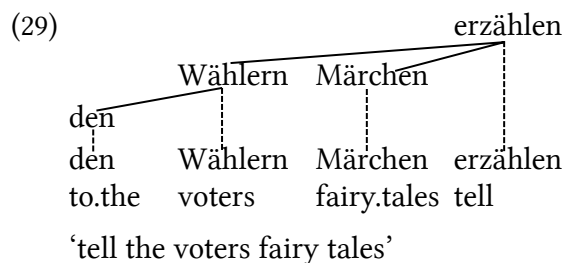 (29) erzählen
Wählern Märchen
den
den Wählern Märchen erzählen
to.the voters fairy.tales tell
‘tell the voters fairy tales’